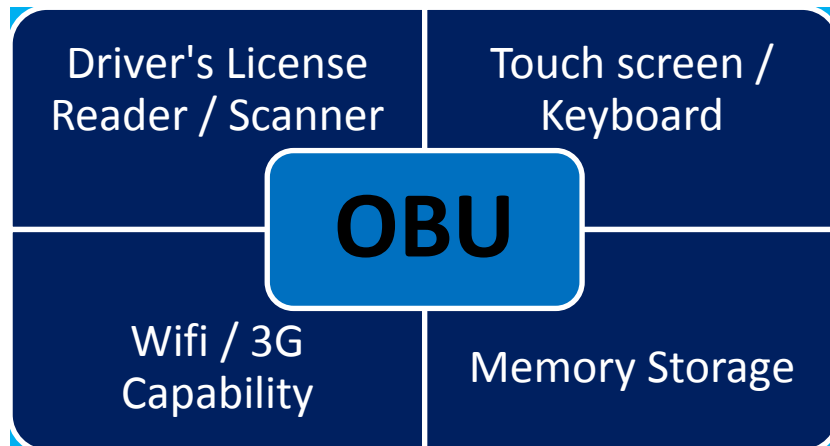 Driver's License
Reader / Scanner
Touch screen /
Keyboard
OBU
Wifi / 3G
Capability
Memory Storage